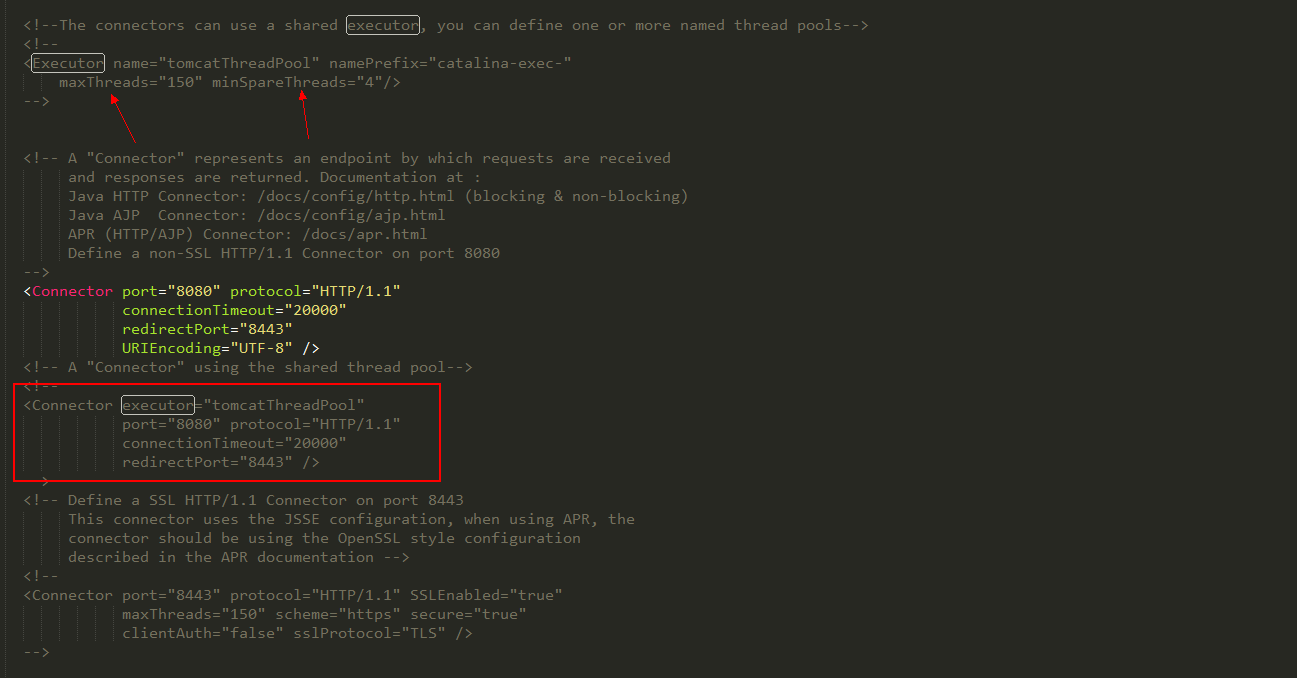 <!--The connectors can use a shared executor, you can define one or more named thread pools-->
<!--
<Executor name="tomcatThreadPool" namePrefix="catalina-exec-"
maxThreads="150" minSpareThreads="4"/>
-->
<!-- A "Connector" represents an endpoint by which requests are received
and responses are returned. Documentation at :
Java HTTP Connector: /docs/config/http.html (blocking & non-blocking)
Java AJP  Connector: /docs/config/ajp.html
APR (HTTP/AJP) Connector: /docs/apr.html
Define a non-SSL HTTP/1.1 Connector on port 8080
-->
<Connector port="8080" protocol="HTTP/1.1"
connectionTimeout="20000"
redirectPort="8443"
URIEncoding="UTF-8" />
<!-- A "Connector" using the shared thread pool-->
<!--
<Connector executor="tomcatThreadPool"
port="8080" protocol="HTTP/1.1"
connectionTimeout="20000"
redirectPort="8443" />
-->
<!-- Define a SSL HTTP/1.1 Connector on port 8443
This connector uses the JSSE configuration, when using APR, the
connector should be using the OpenSSL style configuration
described in the APR documentation -->
<!--
<Connector port="8443" protocol="HTTP/1.1" SSLEnabled="true"
maxThreads="150" scheme="https" secure="true"
clientAuth="false" sslProtocol="TLS" />
-->